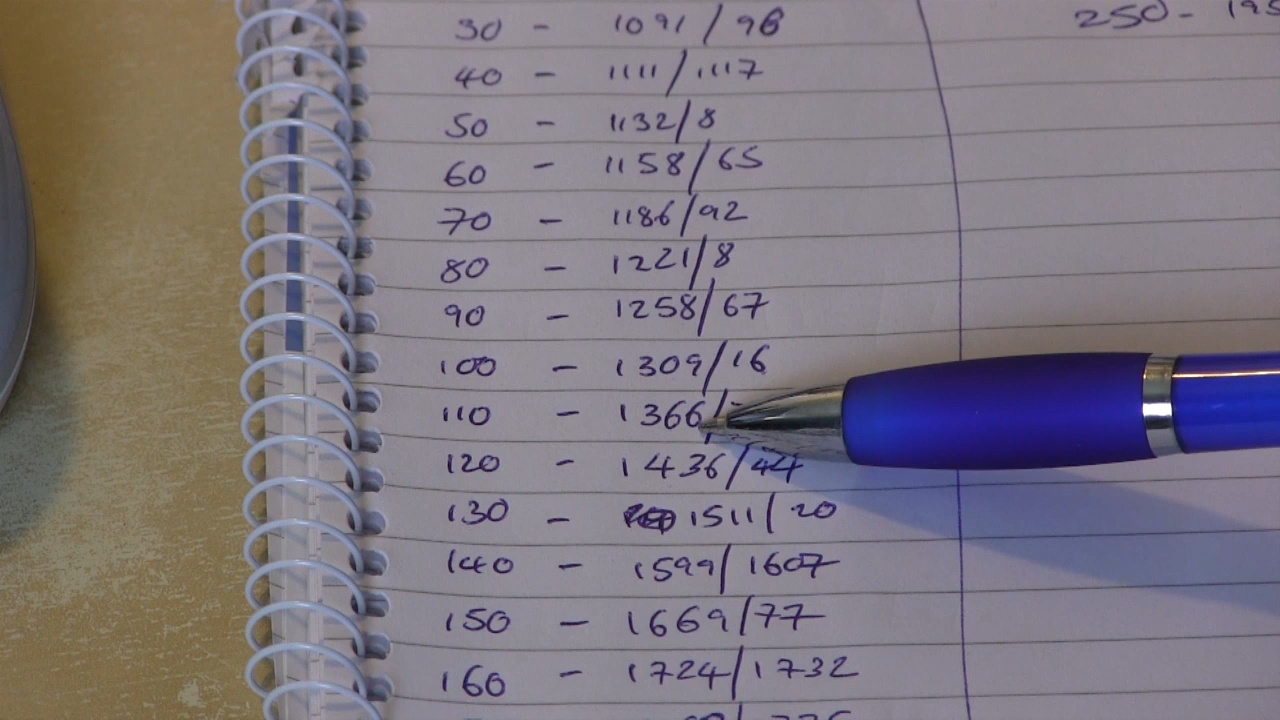 30 - 1091/98
250 - 195
40 - 1111/1117
50 - 1132/8
60 - 1158/65
70 - 1186/92
80 - 1221/8
90 - 1258/67
100 - 1309/16
110 - 1366/
120 - 1436/44
130 - 1511/20
140 - 1599/1607
150 - 1669/77
160 - 1724/1732